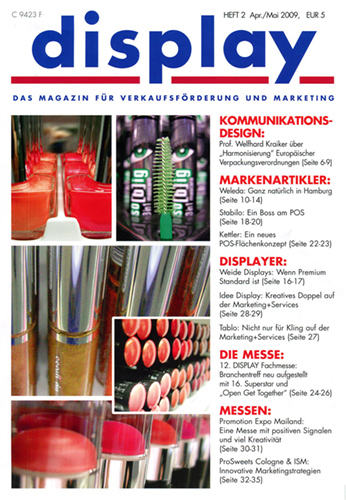 C 9423 F
HEFT 2 Apr./Mai 2009, EUR 5
display
DAS MAGAZIN FÜR VERKAUFSFÖRDERUNG UND MARKETING
KOMMUNIKATIONS-
DESIGN:
Prof. Welfhard Kraiker über
„Harmonisierung" Europäischer
Verpackungsverordnungen (Seite 6-9)
MARKENARTIKLER:
Weleda: Ganz natürlich in Hamburg
(Seite 10-14)
Stabilo: Ein Boss am POS
(Seite 18-20)
Kettler: Ein neues
POS-Flächenkonzept (Seite 22-23)
DISPLAYER:
Weide Displays: Wenn Premium
Standard ist (Seite 16-17)
Idee Display: Kreatives Doppel auf
der Marketing+Services
(Seite 28-29)
Tablo: Nicht nur für Kling auf der
Marketing+Services (Seite 27)
DIE MESSE:
12. DISPLAY Fachmesse:
Branchentreff neu aufgestellt
mit 16. Superstar und
„Open Get Together" (Seite 24-26)
MESSEN:
Promotion Expo Mailand:
Eine Messe mit positiven Signalen
und viel Kreativität
(Seite 30-31)
ProSweets Cologne & ISM:
Innovative Marketingstrategien
(Seite 32-35)